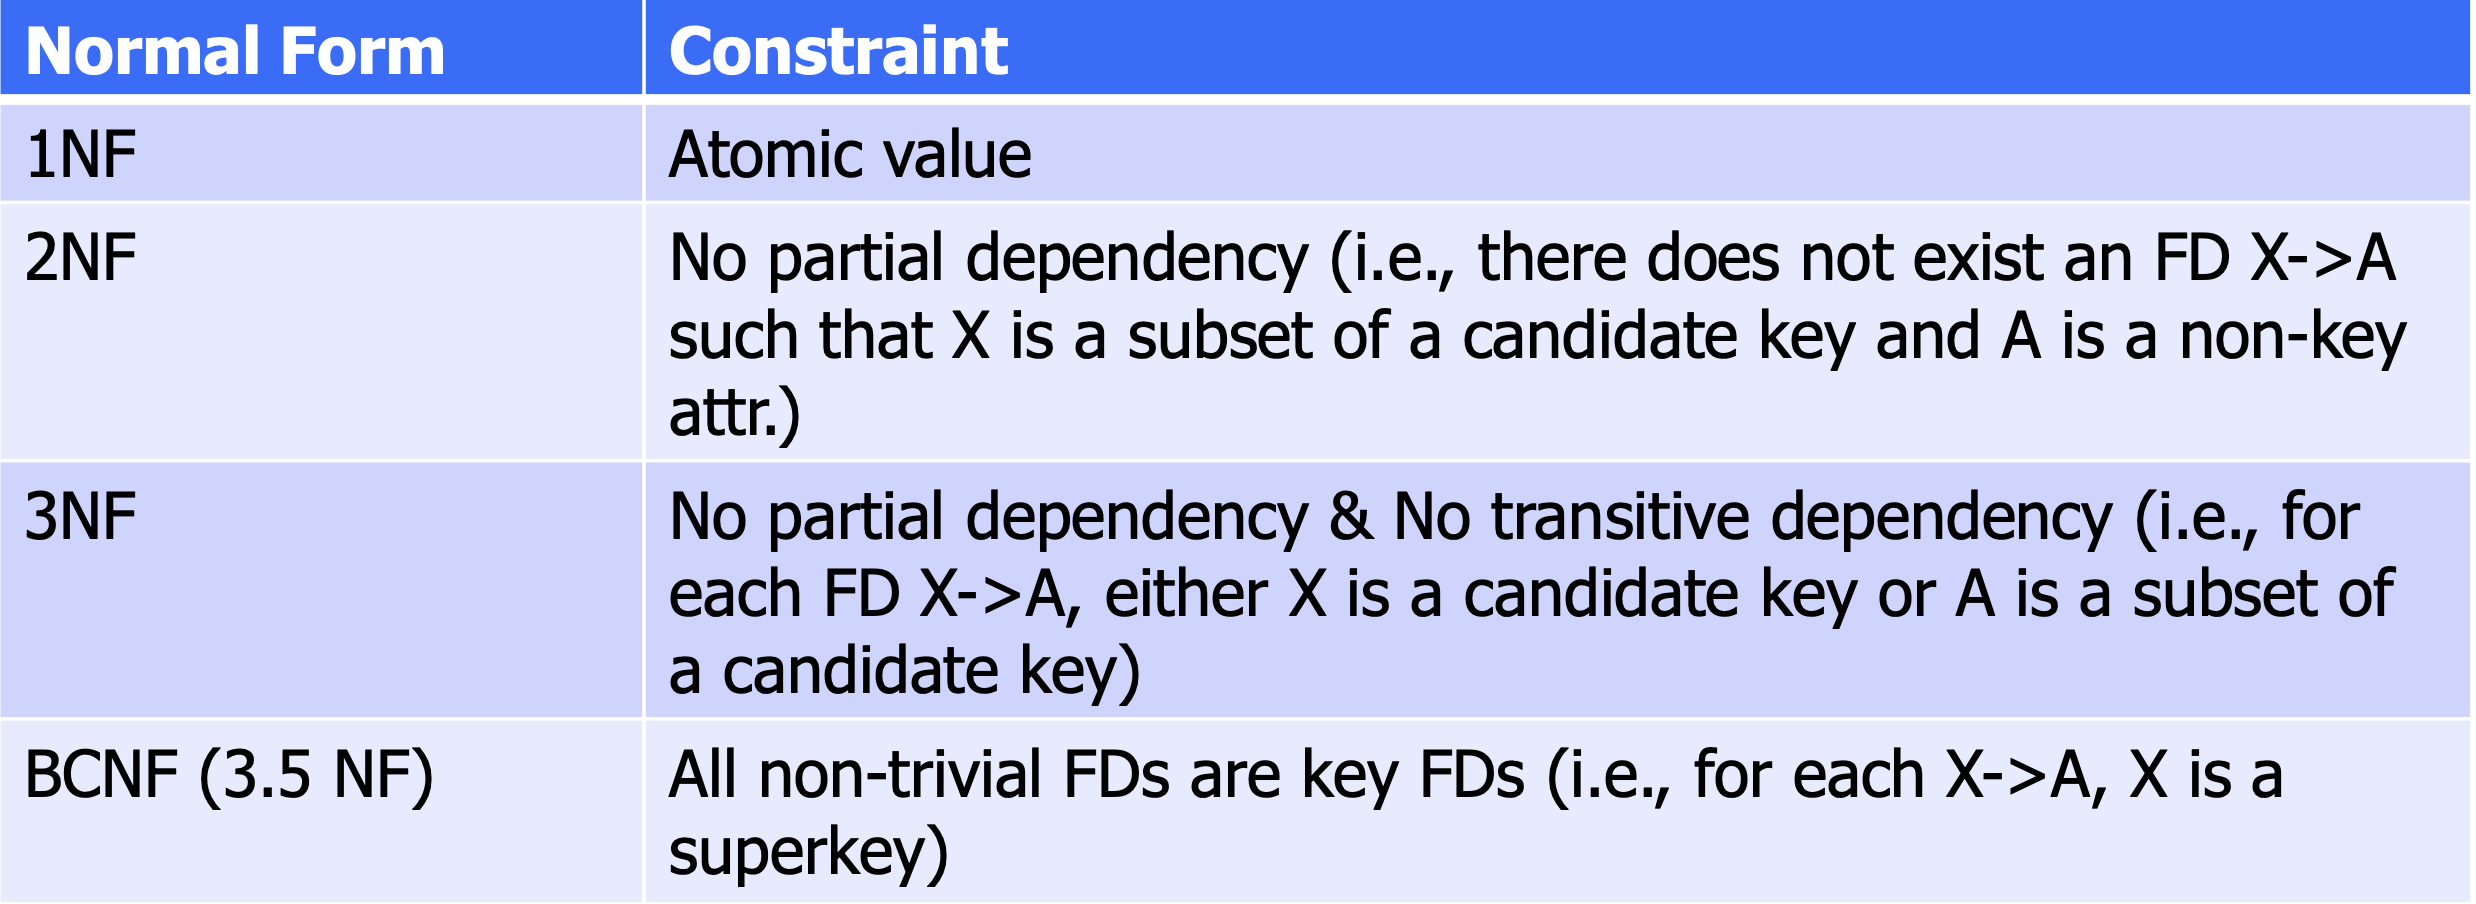 Normal Form
Constraint
1NF
Atomic value
2NF
No partial dependency (i.e., there does not exist an FD X->A
such that X is a subset of a candidate key and A is a non-key
attr.)
3NF
No partial dependency & No transitive dependency (i.e., for
each FD X->A, either X is a candidate key or A is a subset of
a candidate key)
BCNF (3.5 NF)
All non-trivial FDs are key FDs (i.e., for each X->A, X is a
superkey)